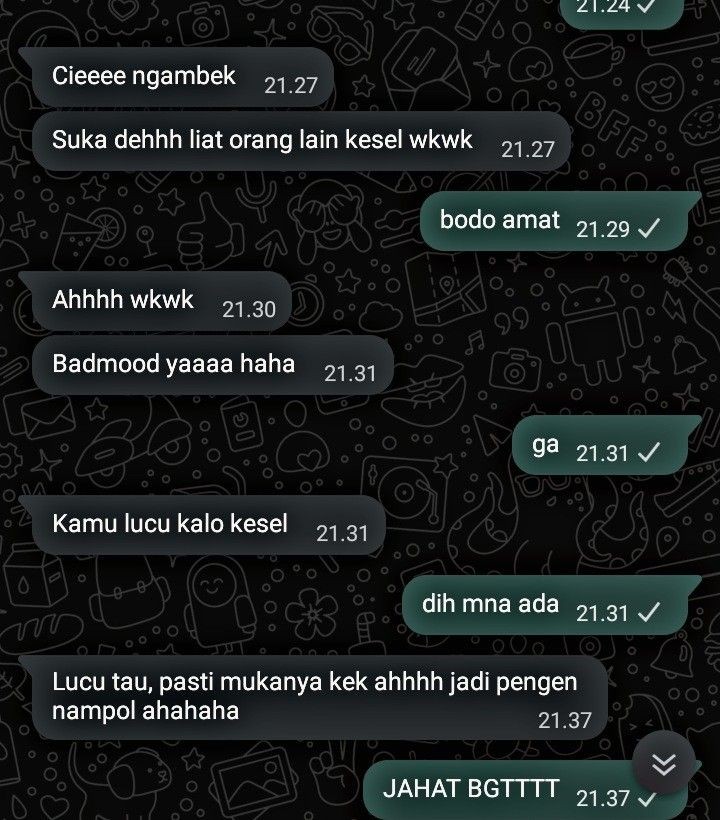 21.24
Cieeee ngambek 21.27
Suka dehhh liat orang lain kesel wkwk 21.27
bodo amat 21.29
Ahhhh wkwk 21.30
Badmood yaaaa haha 21.31
ga 21.31
Kamu lucu kalo kesel 21.31
dih mna ada 21.31
Lucu tau, pasti mukanya kek ahhhh jadi pengen
nampol ahahaha 21.37
JAHAT BGTTTT 21.37
BFF